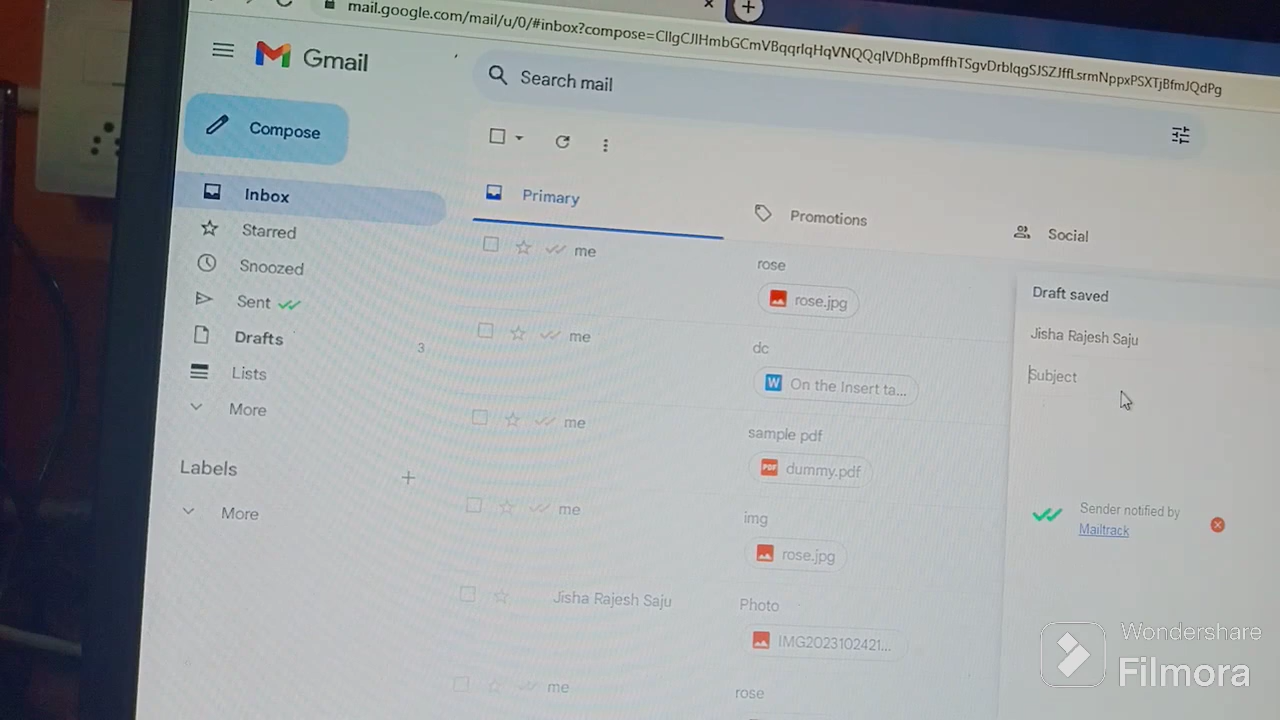 mail.google.com/mail/u/0/#inbox?compose=CllgCJlHmbGCmVBqqrlqHqVNQQqlVDhBpmffhTSgvDrblqgSJSZJffLsrmNppxPSXTjBfmJQdPg
Gmail
Search mail
Compose
Inbox
Starred
Snoozed
Sent
Drafts 3
Lists
More
Labels +
More
Primary
Promotions
Social
me
rose
rose.jpg
me
dc
W On the Insert ta...
me
sample pdf
PDF dummy.pdf
me
img
rose.jpg
Jisha Rajesh Saju
Photo
IMG2023102421...
me
rose
Draft saved
Jisha Rajesh Saju
Subject
Sender notified by
Mailtrack
Wondershare
Filmora